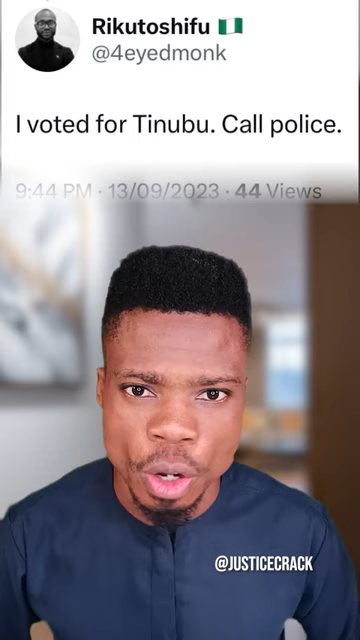 Rikutoshifu 🇳🇬
@4eyedmonk
I voted for Tinubu. Call police.
9:44 PM · 13/09/2023 · 44 Views
@JUSTICECRACK